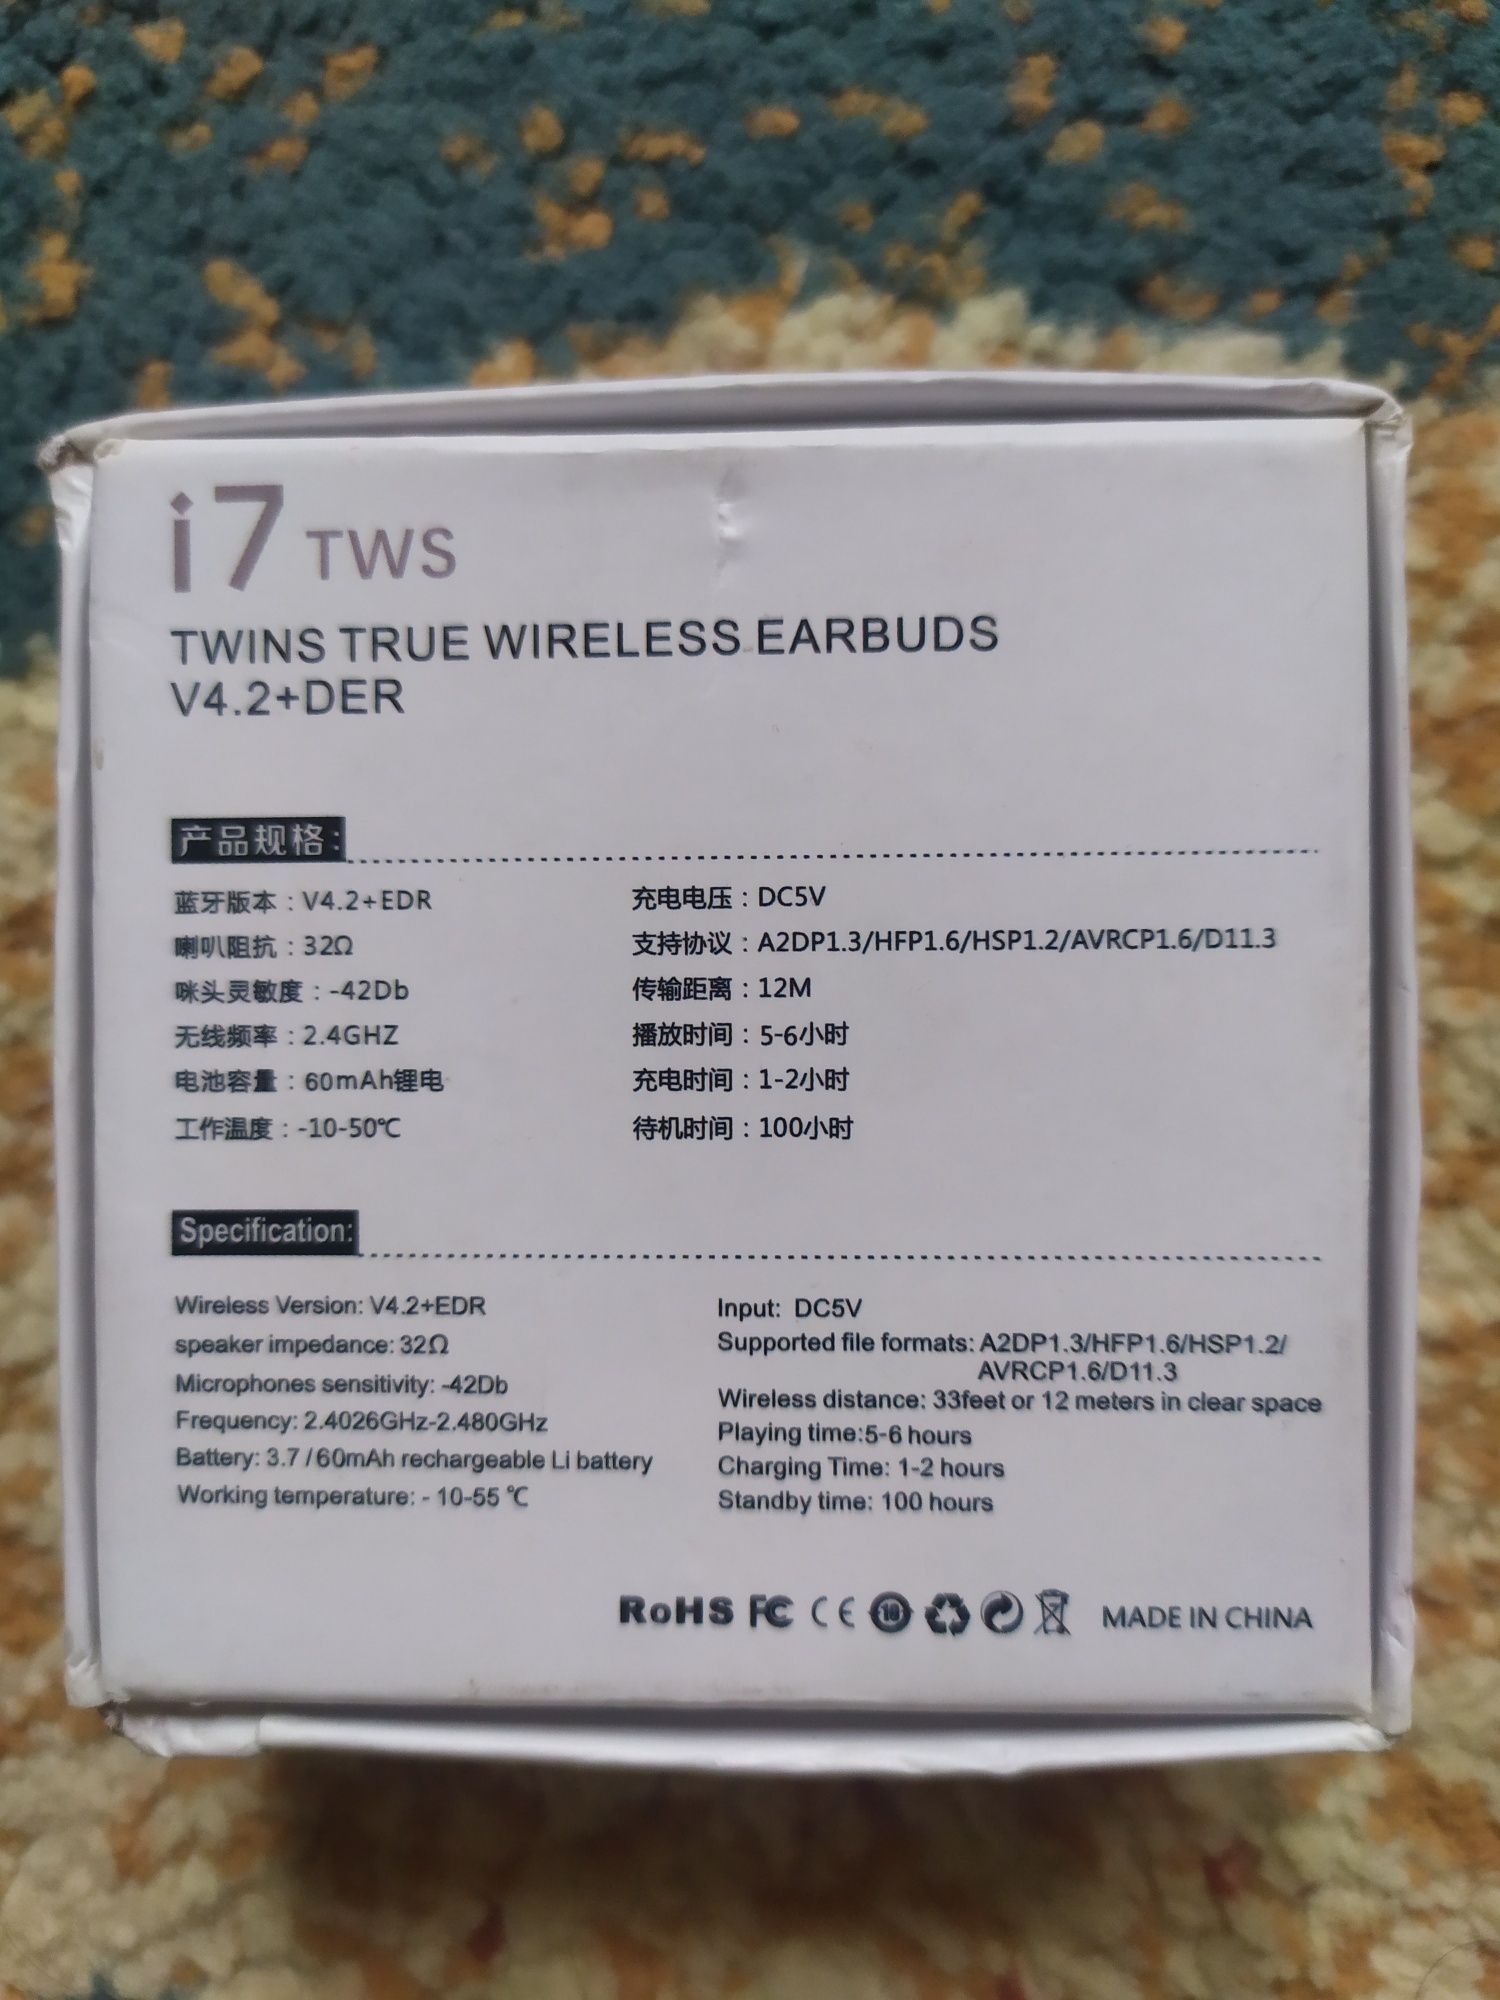 i7 TWS
TWINS TRUE WIRELESS EARBUDS
V4.2+DER
产品规格:
蓝牙版本：V4.2+EDR
喇叭阻抗：32Ω
咪头灵敏度：-42Db
无线频率：2.4GHZ
电池容量：60mAh锂电
工作温度：-10-50℃
充电电压：DC5V
支持协议：A2DP1.3/HFP1.6/HSP1.2/AVRCP1.6/D11.3
传输距离：12M
播放时间：5-6小时
充电时间：1-2小时
待机时间：100小时
Specification:
Wireless Version: V4.2+EDR
speaker impedance: 32Ω
Microphones sensitivity: -42Db
Frequency: 2.4026GHz-2.480GHz
Battery: 3.7 / 60mAh rechargeable Li battery
Working temperature: - 10-55 ℃
Input: DC5V
Supported file formats: A2DP1.3/HFP1.6/HSP1.2/
AVRCP1.6/D11.3
Wireless distance: 33feet or 12 meters in clear space
Playing time:5-6 hours
Charging Time: 1-2 hours
Standby time: 100 hours
RoHS FC CE 10 MADE IN CHINA